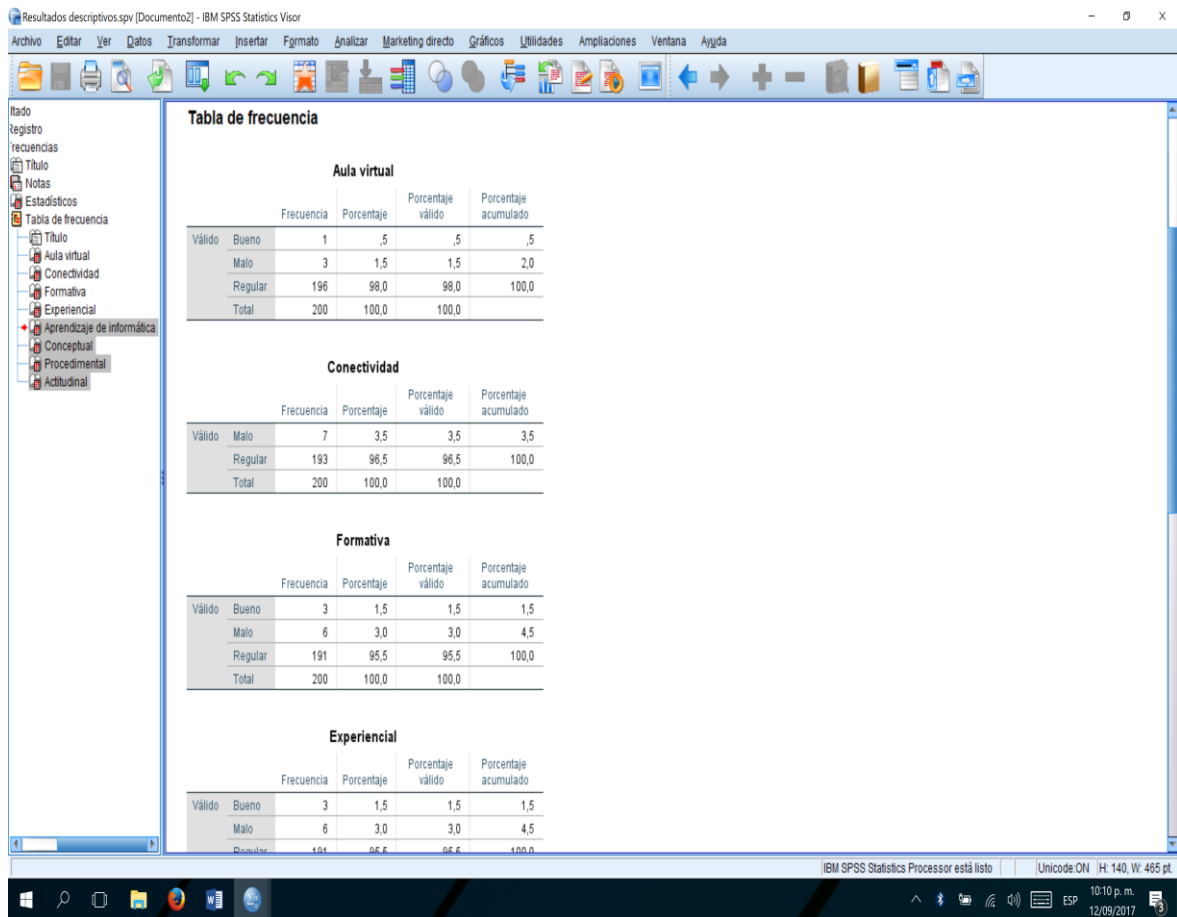 Resultados descriptivos.spv [Documento2] - IBM SPSS Statistics Visor
Archivo Editar Ver Datos Transformar Insertar Formato Analizar Marketing directo Gráficos Utilidades Ampliaciones Ventana Ayuda
ltado
Registro
recuencias
Título
Notas
Estadísticos
Tabla de frecuencia
Título
Aula virtual
Conectividad
Formativa
Experiencial
Aprendizaje de informática
Conceptual
Procedimental
Actitudinal
Tabla de frecuencia
Aula virtual
Frecuencia Porcentaje Porcentaje válido Porcentaje acumulado
Válido Bueno 1 ,5 ,5 ,5
Malo 3 1,5 1,5 2,0
Regular 196 98,0 98,0 100,0
Total 200 100,0 100,0
Conectividad
Frecuencia Porcentaje Porcentaje válido Porcentaje acumulado
Válido Malo 7 3,5 3,5 3,5
Regular 193 96,5 96,5 100,0
Total 200 100,0 100,0
Formativa
Frecuencia Porcentaje Porcentaje válido Porcentaje acumulado
Válido Bueno 3 1,5 1,5 1,5
Malo 6 3,0 3,0 4,5
Regular 191 95,5 95,5 100,0
Total 200 100,0 100,0
Experiencial
Frecuencia Porcentaje Porcentaje válido Porcentaje acumulado
Válido Bueno 3 1,5 1,5 1,5
Malo 6 3,0 3,0 4,5
Regular 191 100,0
IBM SPSS Statistics Processor está listo Unicode:ON H: 140, W: 465 pt.
ESP 10:10 p. m.
12/09/2017 3